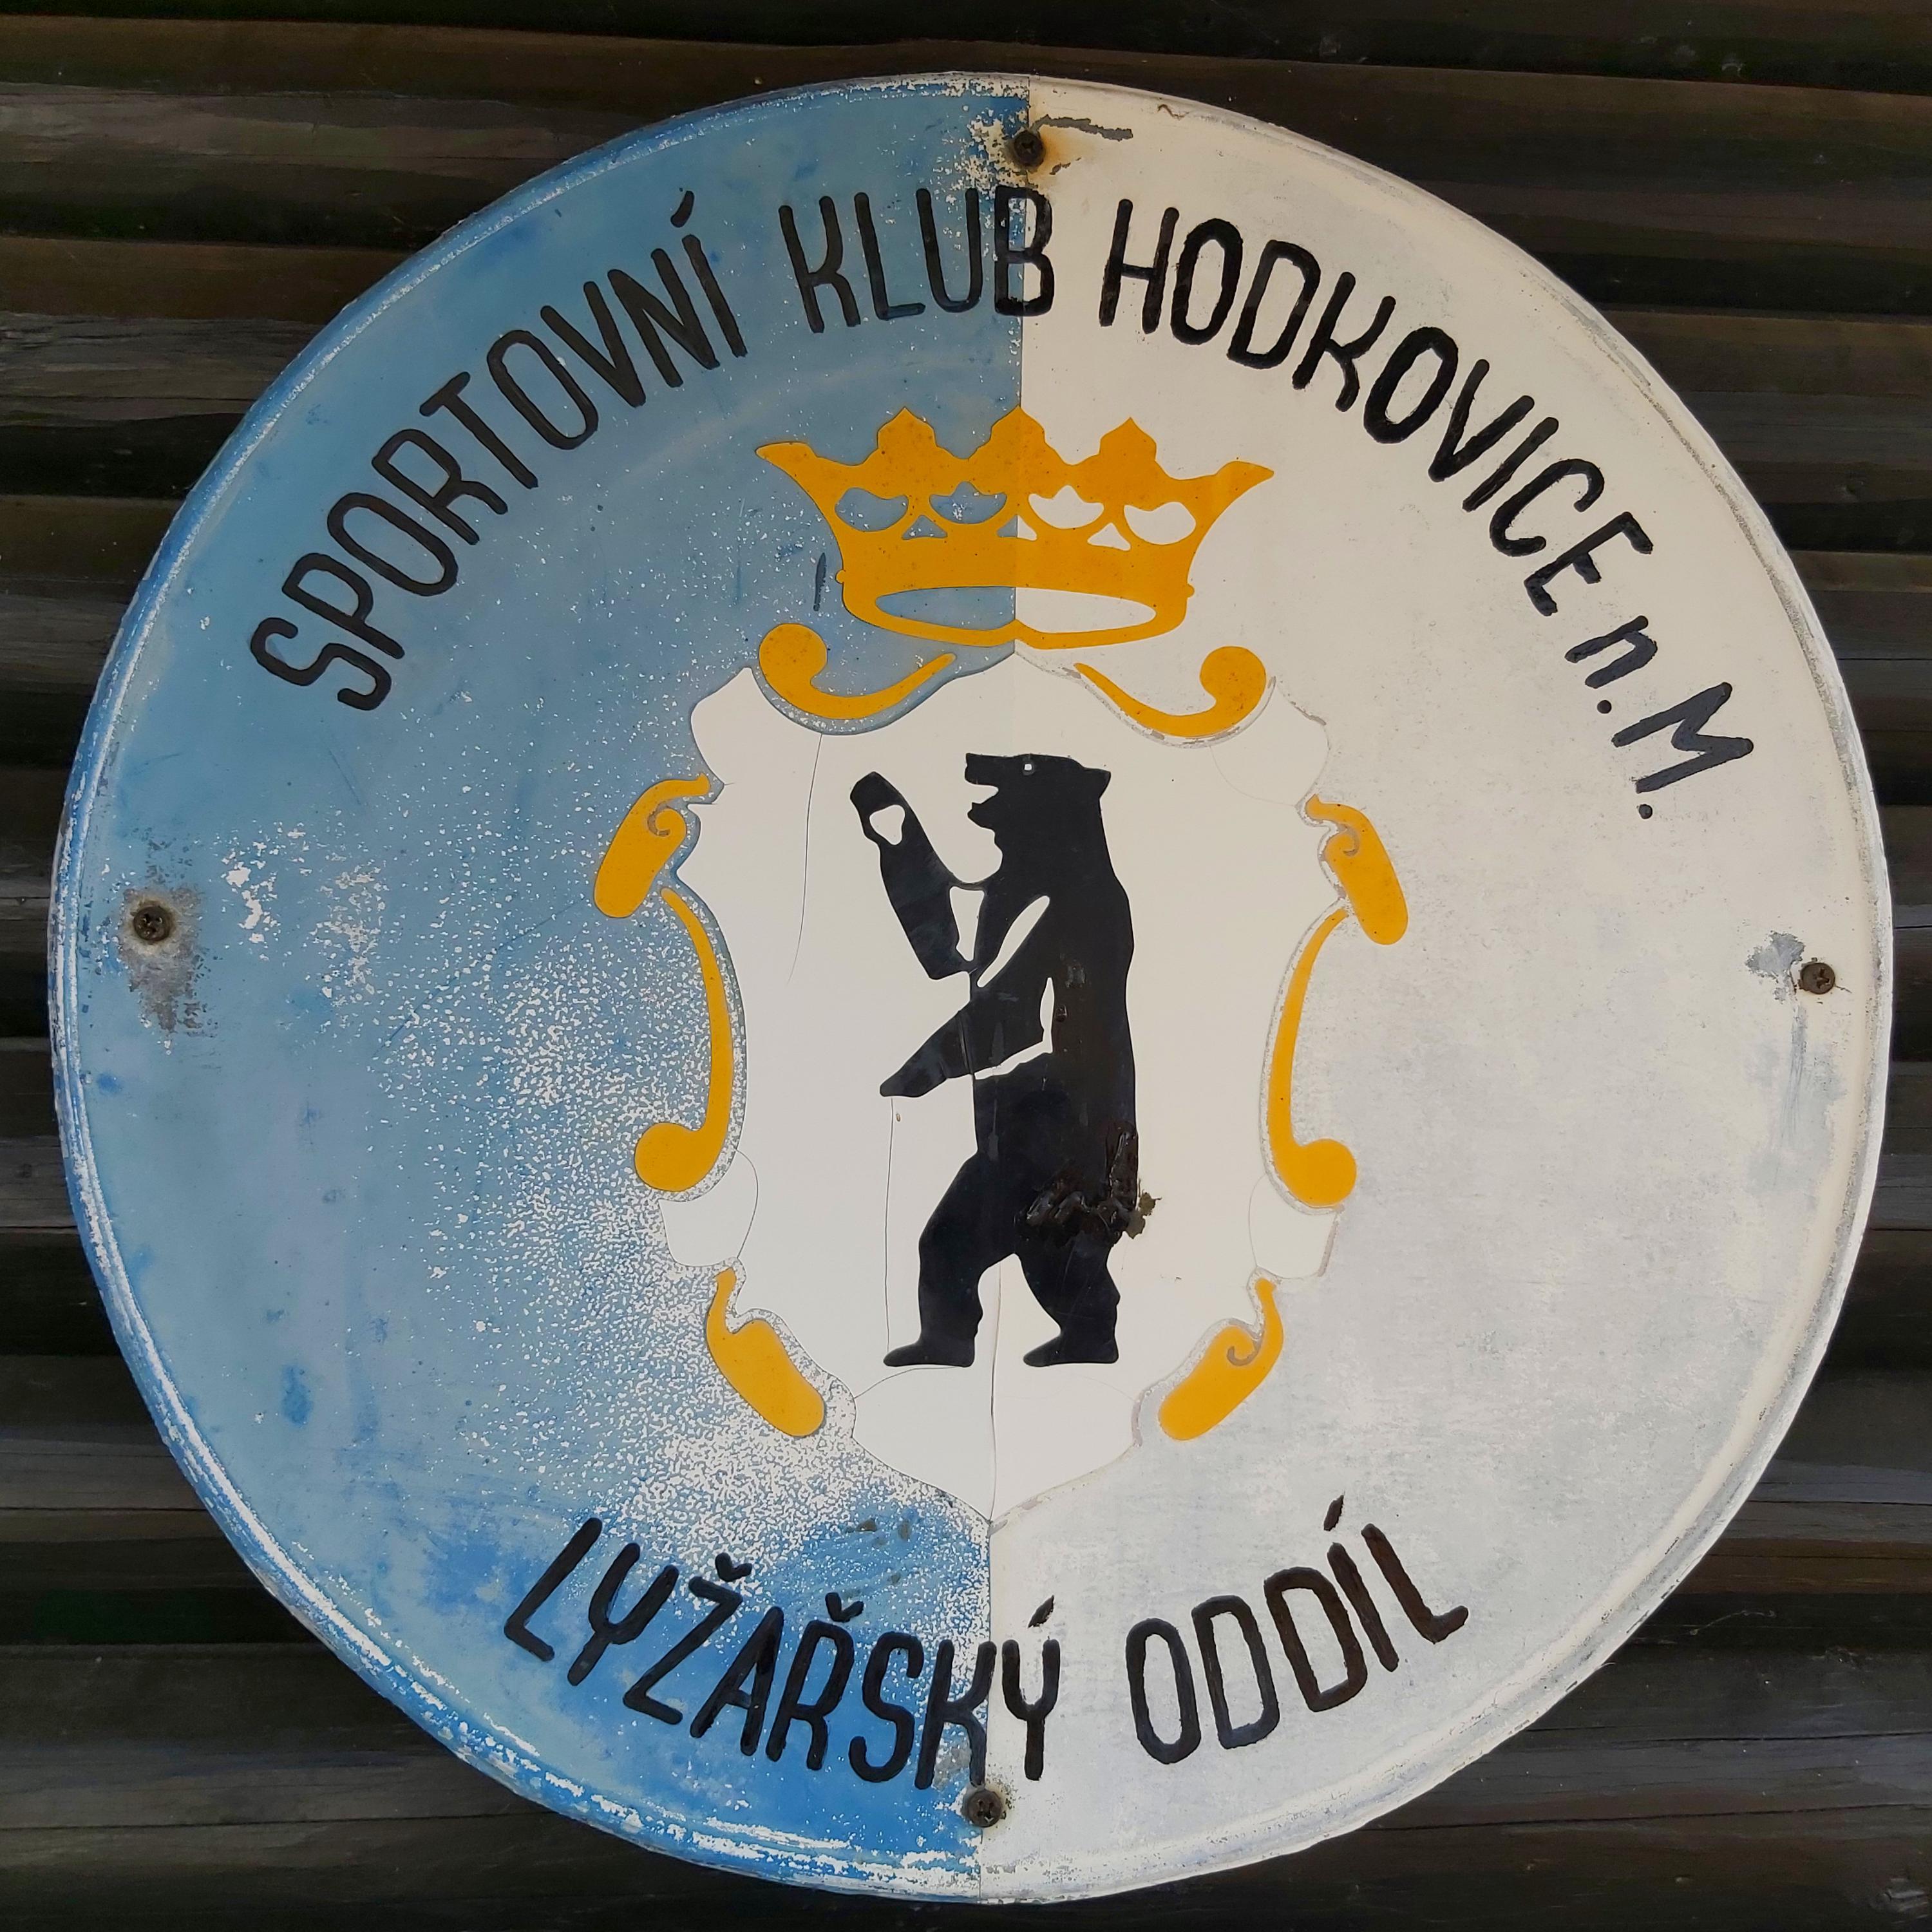 SPORTOVNÍ KLUB HODKOVICE n.M.
LYŽAŘSKÝ ODDÍL